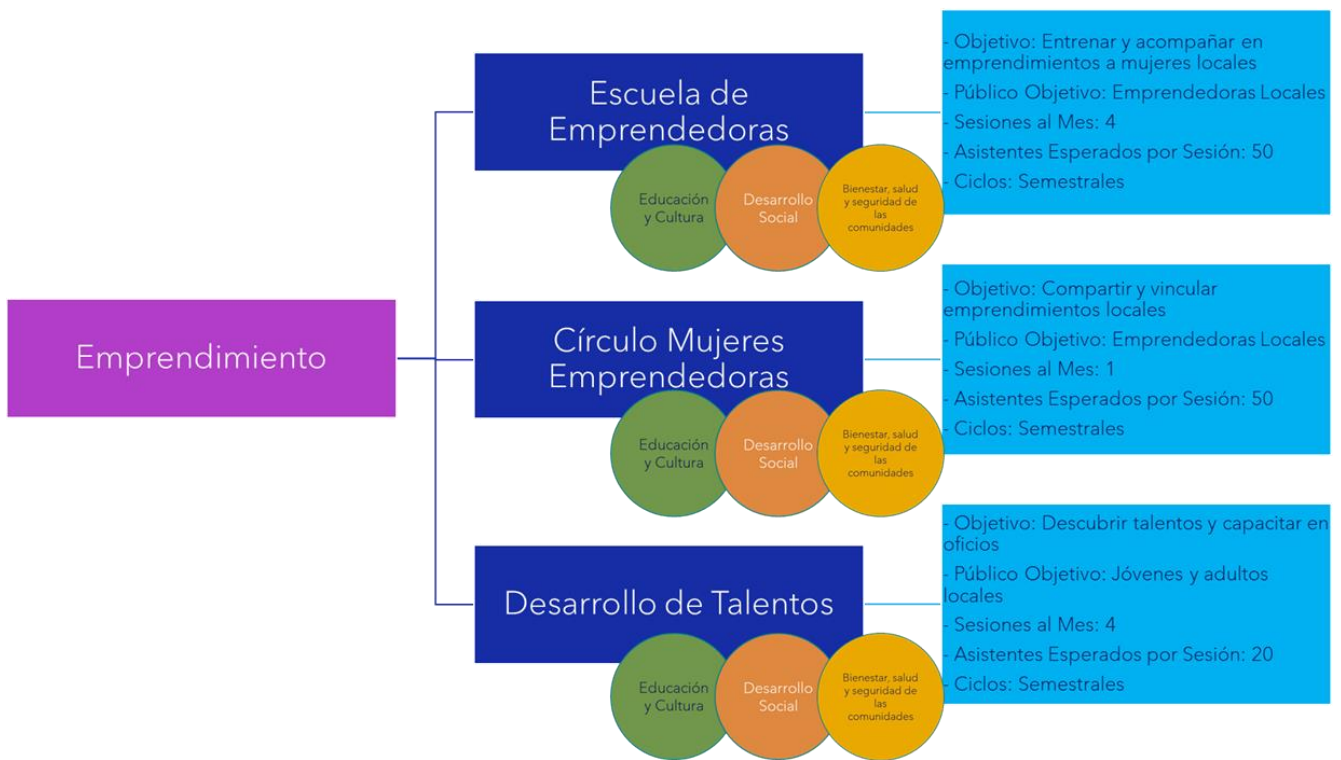 Emprendimiento
Escuela de
Emprendedoras
Educación
y Cultura
Desarrollo
Social
Bienestar, salud
y seguridad de
las
comunidades
- Objetivo: Entrenar y acompañar en
emprendimientos a mujeres locales
- Público Objetivo: Emprendedoras Locales
- Sesiones al Mes: 4
- Asistentes Esperados por Sesión: 50
- Ciclos: Semestrales
Círculo Mujeres
Emprendedoras
Educación
y Cultura
Desarrollo
Social
Bienestar, salud
y seguridad de
las
comunidades
- Objetivo: Compartir y vincular
emprendimientos locales
- Público Objetivo: Emprendedoras Locales
- Sesiones al Mes: 1
- Asistentes Esperados por Sesión: 50
- Ciclos: Semestrales
Desarrollo de Talentos
Educación
y Cultura
Desarrollo
Social
Bienestar, salud
y seguridad de
las
comunidades
- Objetivo: Descubrir talentos y capacitar en
oficios
- Público Objetivo: Jóvenes y adultos
locales
- Sesiones al Mes: 4
- Asistentes Esperados por Sesión: 20
- Ciclos: Semestrales